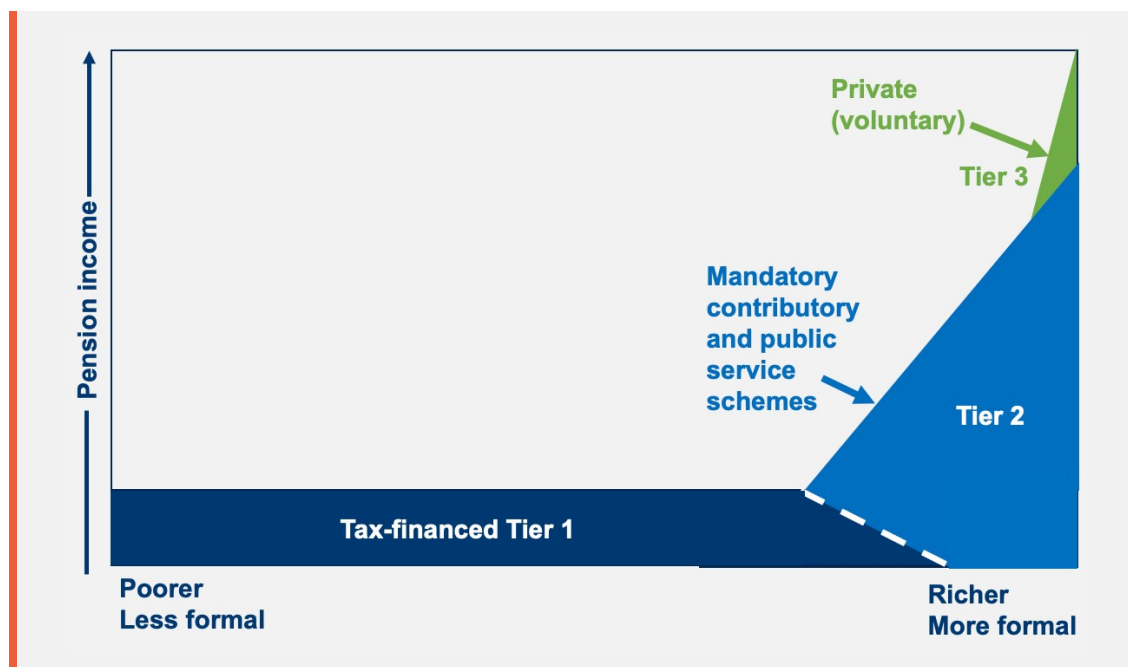 Pension income
Private
(voluntary)
Tier 3
Mandatory
contributory
and public
service
schemes
Tier 2
Tax-financed Tier 1
Poorer
Less formal
Richer
More formal